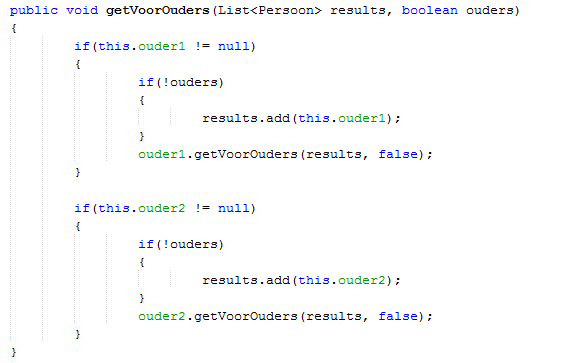 public void getVoorOuders(List<Persoon> results, boolean ouders)
{
        if(this.ouder1 != null)
        {
                if(!ouders)
                {
                        results.add(this.ouder1);
                }
                ouder1.getVoorOuders(results, false);
        }

        if(this.ouder2 != null)
        {
                if(!ouders)
                {
                        results.add(this.ouder2);
                }
                ouder2.getVoorOuders(results, false);
        }
}